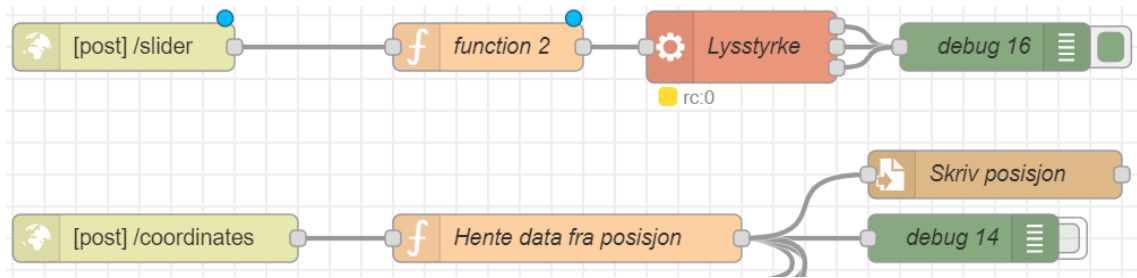 [post] /slider
function 2
Lysstyrke
debug 16
rc:0
Skriv posisjon
[post] /coordinates
Hente data fra posisjon
debug 14